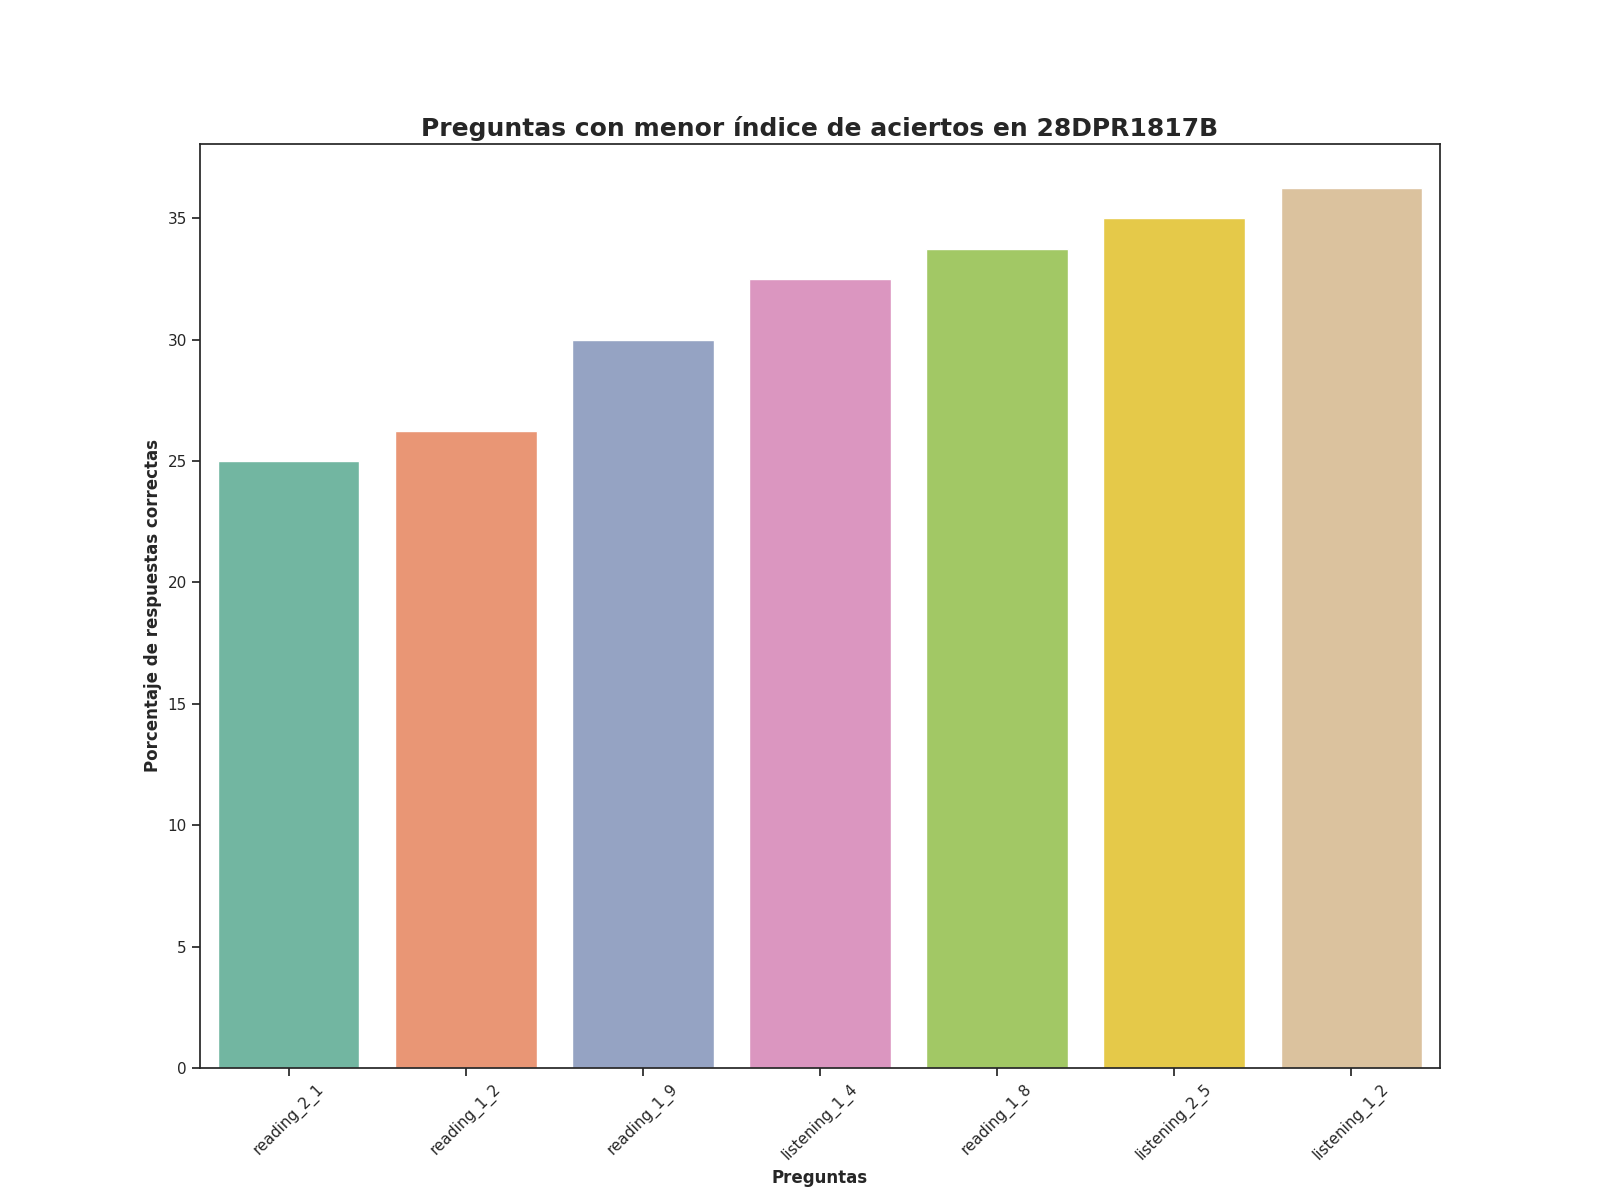 Preguntas con menor índice de aciertos en 28DPR1817B
Porcentaje de respuestas correctas
35
30
25
20
15
10
5
0
reading_2_1
reading_1_2
reading_1_9
listening_1_4
reading_1_8
listening_2_5
listening_1_2
Preguntas